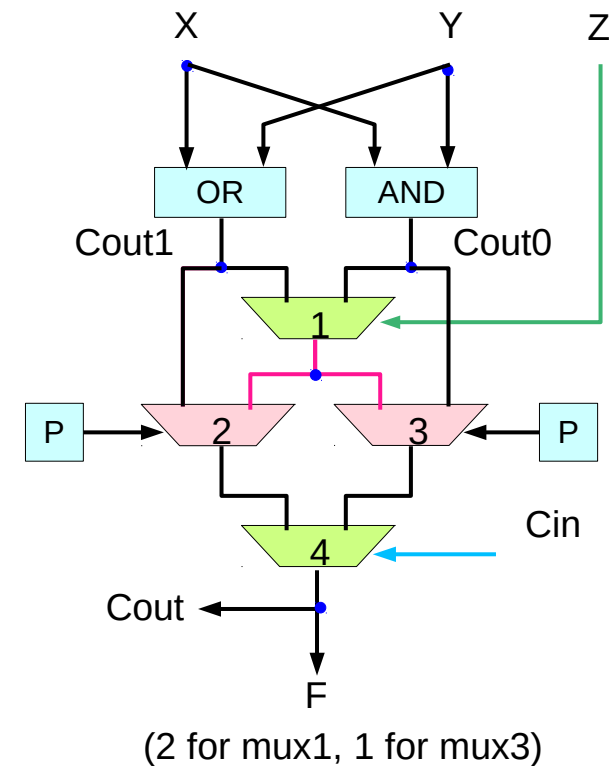 X Y Z
OR AND
Cout1 Cout0
1
P 2 3 P
Cin
4
Cout
F
(2 for mux1, 1 for mux3)